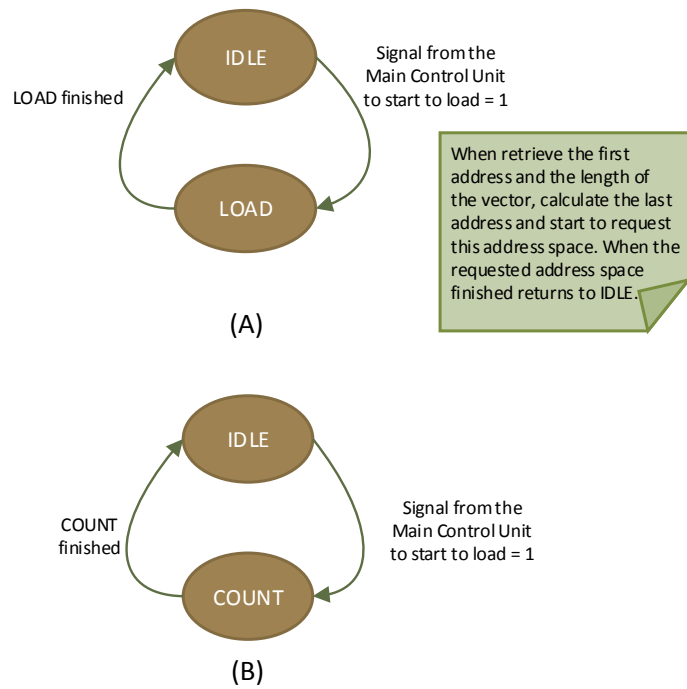 IDLE
Signal from the
Main Control Unit
to start to load = 1
LOAD finished
LOAD
When retrieve the first
address and the length of
the vector, calculate the last
address and start to request
this address space. When the
requested address space
finished returns to IDLE.
(A)
IDLE
COUNT
finished
Signal from the
Main Control Unit
to start to load = 1
COUNT
(B)